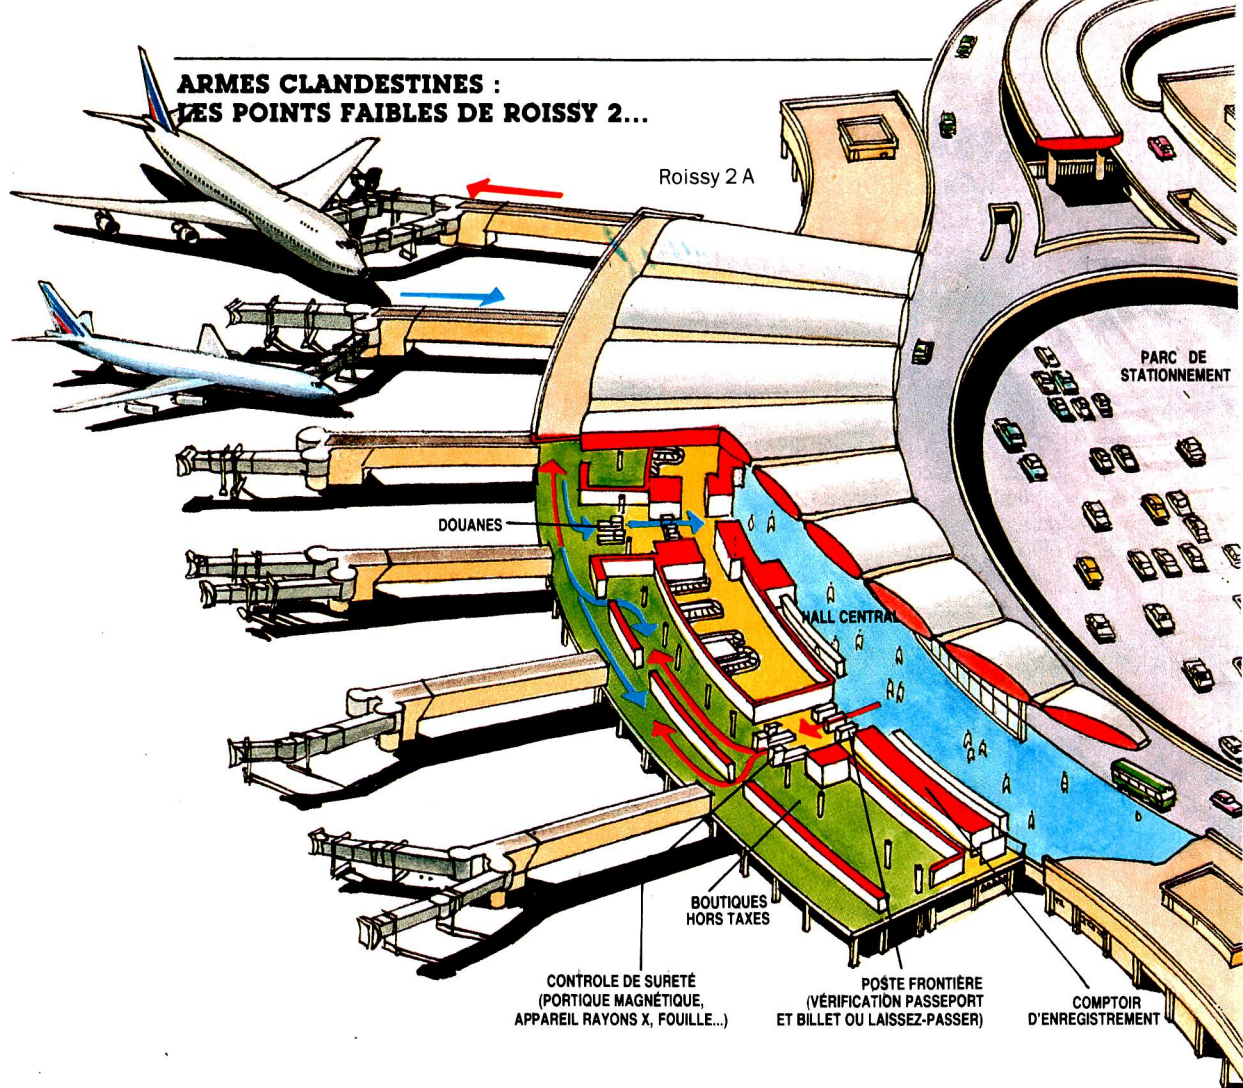 ARMES CLANDESTINES :
LES POINTS FAIBLES DE ROISSY 2...
Roissy 2 A
PARC DE
STATIONNEMENT
DOUANES
HALL CENTRAL
BOUTIQUES
HORS TAXES
CONTROLE DE SURETÉ
(PORTIQUE MAGNÉTIQUE,
APPAREIL RAYONS X, FOUILLE...)
POSTE FRONTIÈRE
(VÉRIFICATION PASSEPORT
ET BILLET OU LAISSEZ-PASSER)
COMPTOIR
D'ENREGISTREMENT